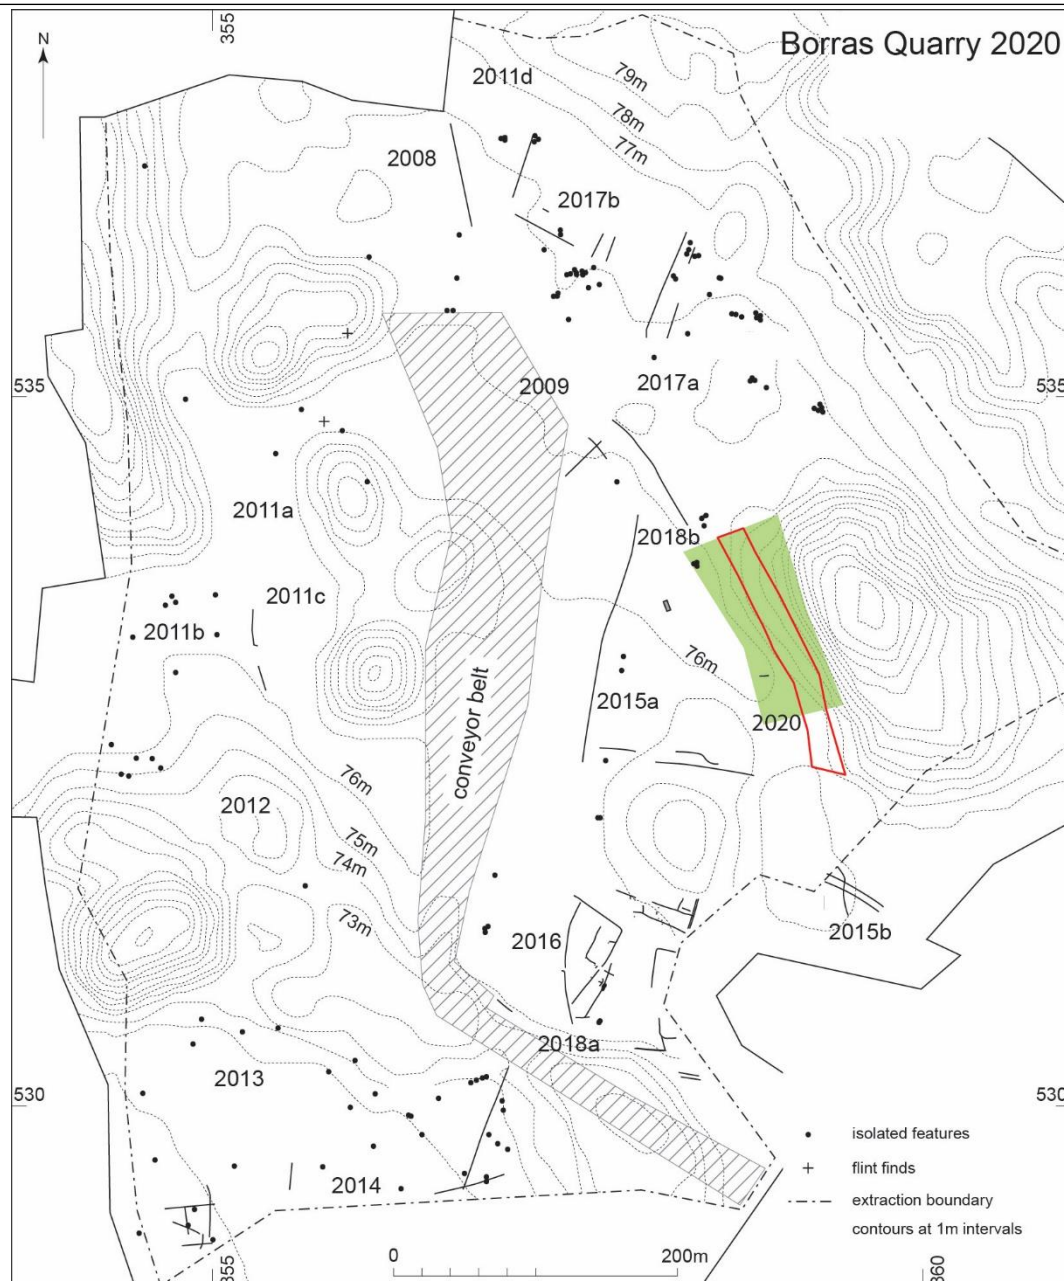 355
N
Borras Quarry 2020
2011d
79m
78m
77m
2008
2017b
535
2009
2017a
535
2011a
2018b
2011c
2011b
76m
conveyor belt
2015a
2020
76m
2012
75m
74m
73m
2016
2015b
2018a
2013
530
530
isolated features
flint finds
2014
extraction boundary
contours at 1m intervals
0
200m
355
360